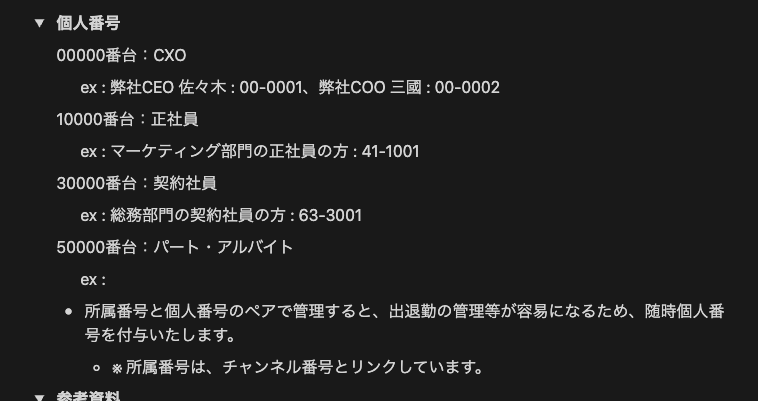 ▼ 個人番号
00000番台：CXO
ex : 弊社CEO 佐々木 : 00-0001、弊社COO 三國 : 00-0002
10000番台：正社員
ex : マーケティング部門の正社員の方 : 41-1001
30000番台：契約社員
ex : 総務部門の契約社員の方 : 63-3001
50000番台：パート・アルバイト
ex :
• 所属番号と個人番号のペアで管理すると、出退勤の管理等が容易になるため、随時個人番
号を付与いたします。
◦ ※ 所属番号は、チャンネル番号とリンクしています。
▼ 参考資料